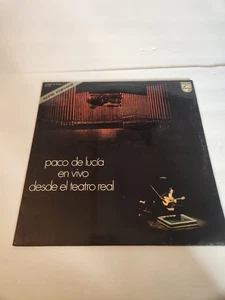 paco de lucía
en vivo
desde el teatro real